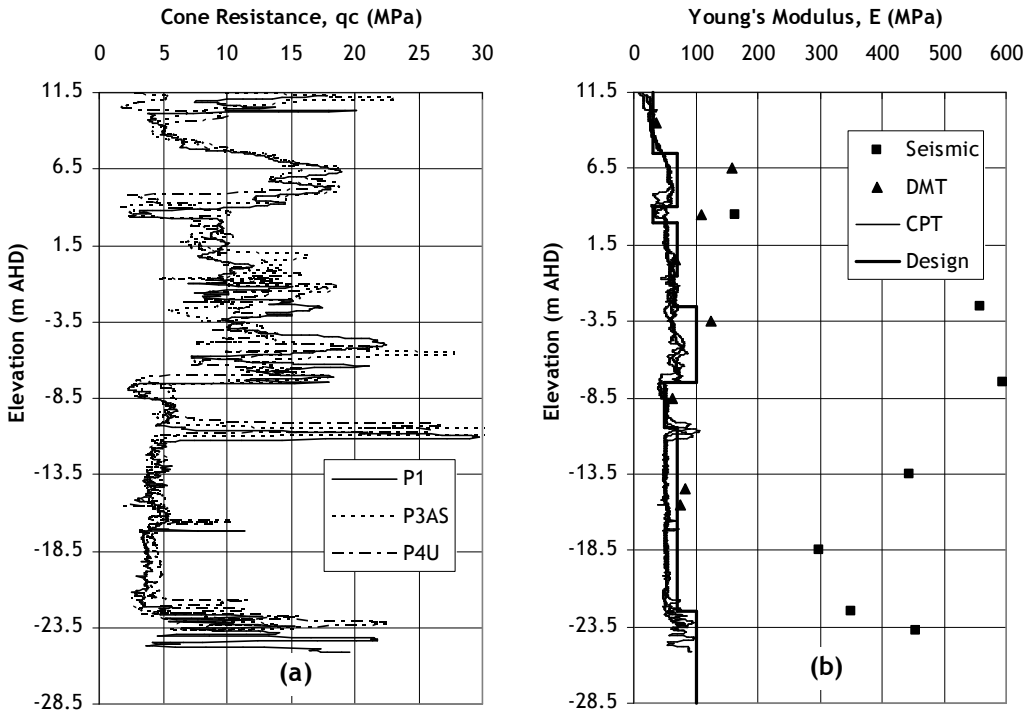 Cone Resistance, qc (MPa)
0 5 10 15 20 25 30
11.5
6.5
1.5
-3.5
-8.5
-13.5
-18.5
-23.5
-28.5
Elevation (m AHD)
P1
P3AS
P4U
(a)
Young's Modulus, E (MPa)
0 100 200 300 400 500 600
11.5
6.5
1.5
-3.5
-8.5
-13.5
-18.5
-23.5
-28.5
Elevation (m AHD)
Seismic
DMT
CPT
Design
(b)